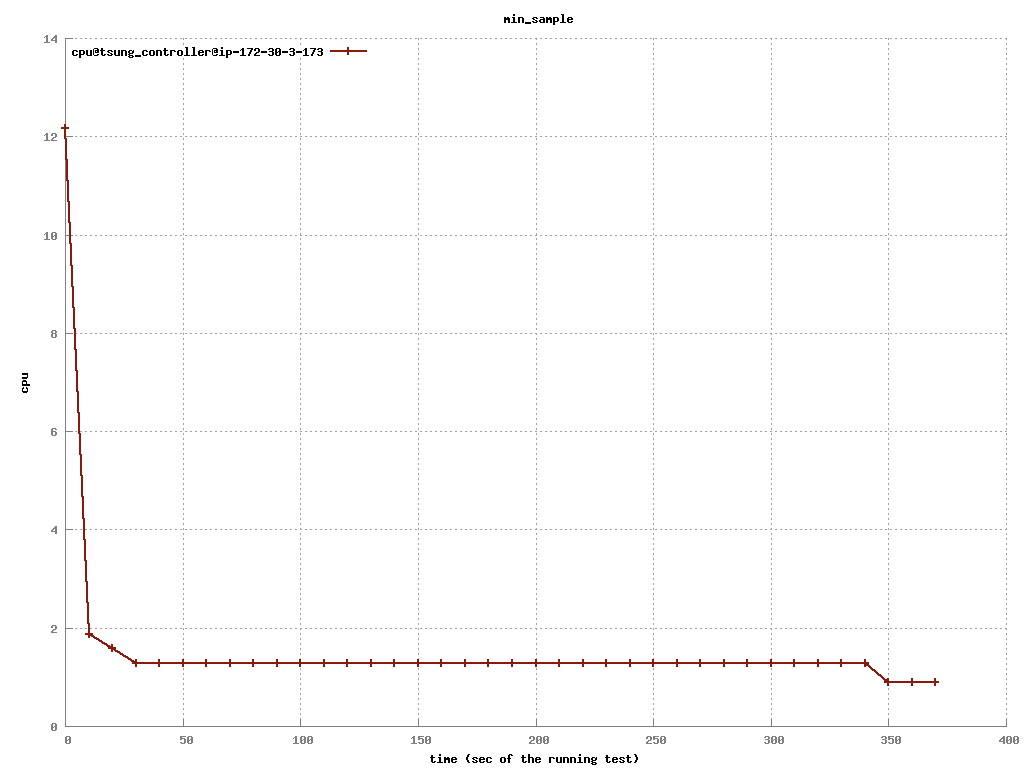 min_sample
14
cpu@tsung_controller@ip-172-30-3-173
12
10
8
cpu
6
4
2
0
0 50 100 150 200 250 300 350 400
time (sec of the running test)